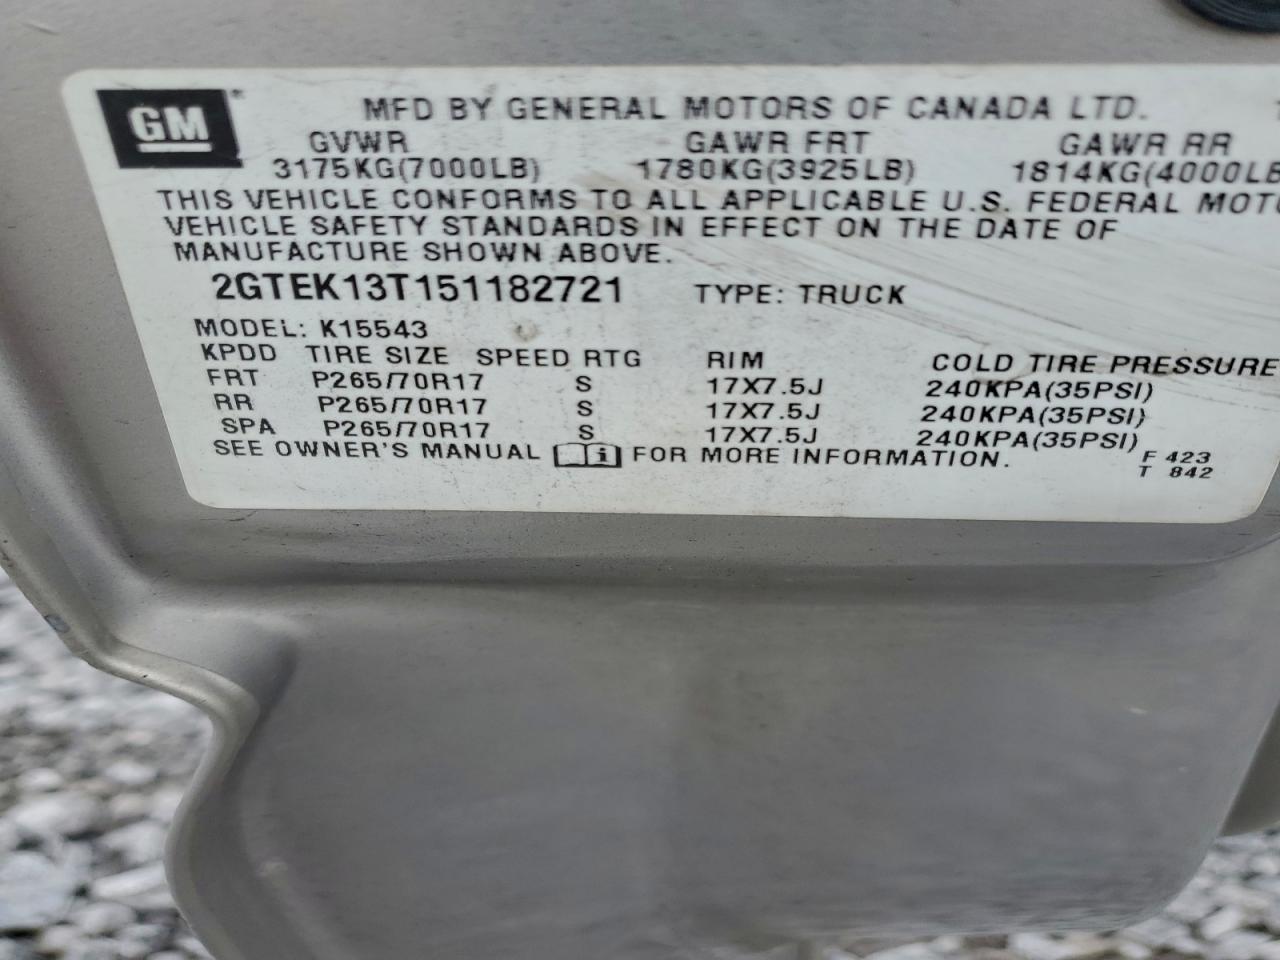 GM ® MFD BY GENERAL MOTORS OF CANADA LTD.
GVWR GAWR FRT GAWR RR
3175KG(7000LB) 1780KG(3925LB) 1814KG(4000LB
THIS VEHICLE CONFORMS TO ALL APPLICABLE U.S. FEDERAL MOTO
VEHICLE SAFETY STANDARDS IN EFFECT ON THE DATE OF
MANUFACTURE SHOWN ABOVE.
2GTEK13T151182721 TYPE: TRUCK
MODEL: K15543
KPDD TIRE SIZE SPEED RTG RIM COLD TIRE PRESSURE
FRT P265/70R17 S 17X7.5J 240KPA(35PSI)
RR P265/70R17 S 17X7.5J 240KPA(35PSI)
SPA P265/70R17 S 17X7.5J 240KPA(35PSI)
SEE OWNER'S MANUAL i FOR MORE INFORMATION. F 423
T 842